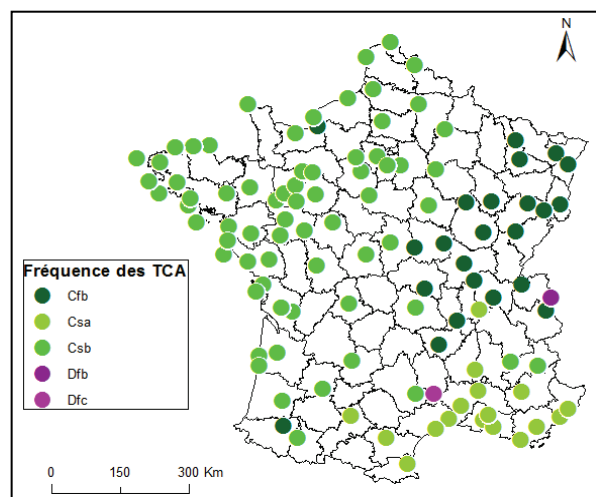 N
Fréquence des TCA
Cfb
Csa
Csb
Dfb
Dfc
0 150 300 Km